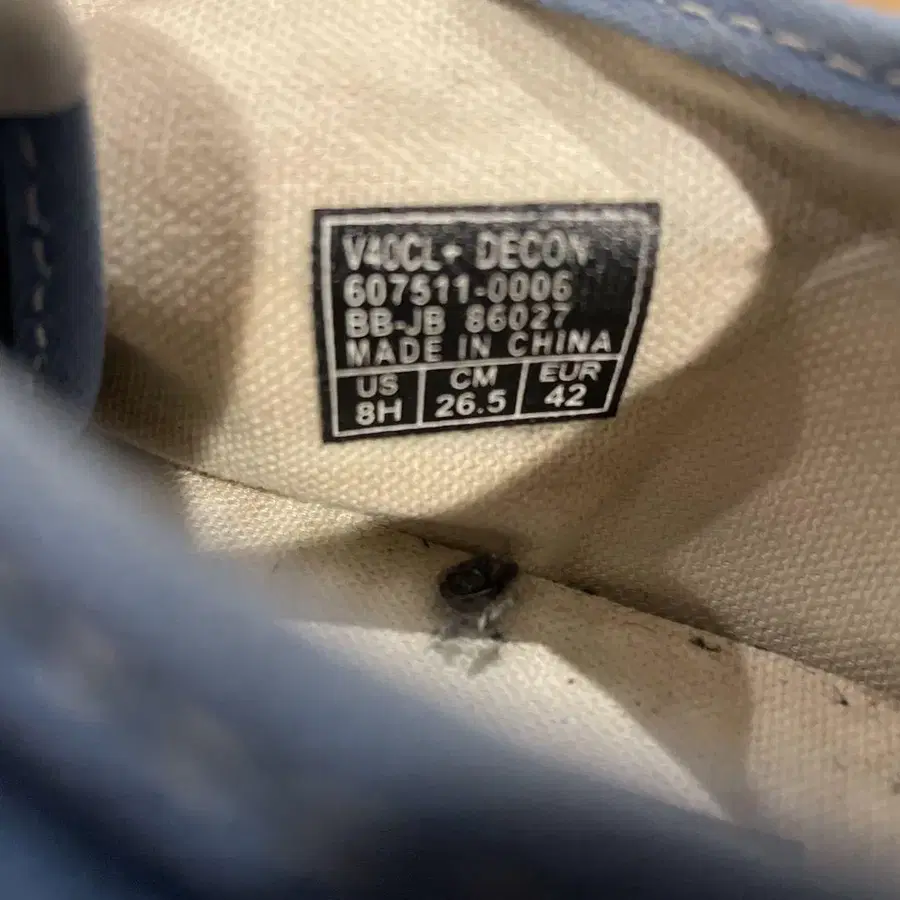 V40CL+ DECON
607511-0006
BB-JB 86027
MADE IN CHINA
US CM EUR
8H 26.5 42